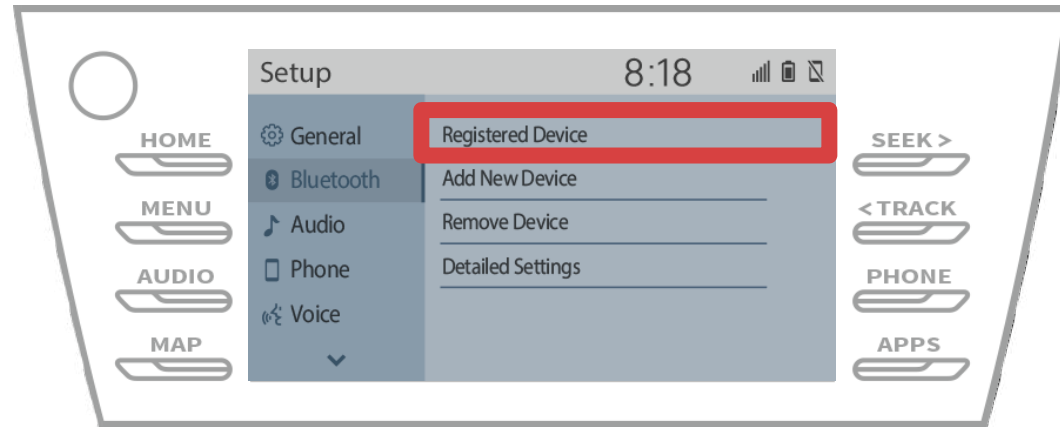 Setup 8:18
HOME
MENU
AUDIO
MAP
General
Bluetooth
Audio
Phone
Voice
Registered Device
Add New Device
Remove Device
Detailed Settings
SEEK >
< TRACK
PHONE
APPS